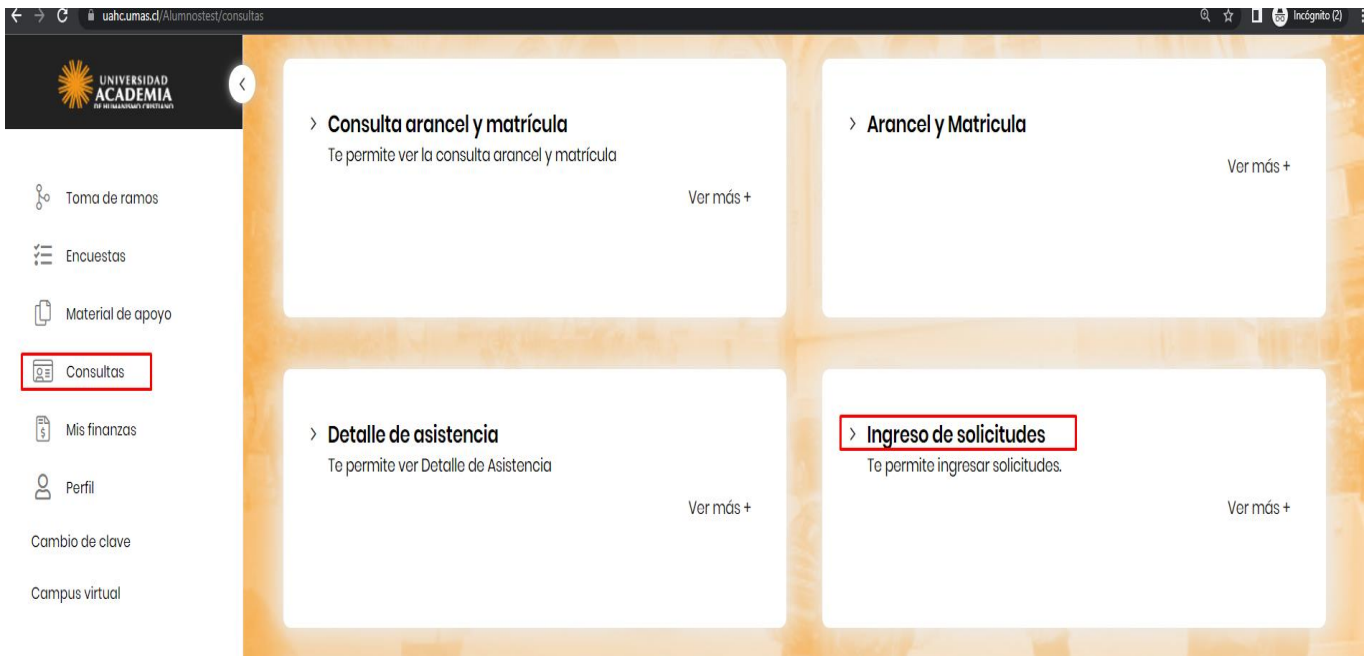 uahc.umas.cl/Alumnostest/consultas
Incógnito (2)
UNIVERSIDAD
ACADEMIA
DE HUMANISMO CRISTIANO
Toma de ramos
Encuestas
Material de apoyo
Consultas
Mis finanzas
Perfil
Cambio de clave
Campus virtual
Consulta arancel y matrícula
Te permite ver la consulta arancel y matrícula
Ver más +
Arancel y Matricula
Ver más +
Detalle de asistencia
Te permite ver Detalle de Asistencia
Ver más +
Ingreso de solicitudes
Te permite ingresar solicitudes.
Ver más +